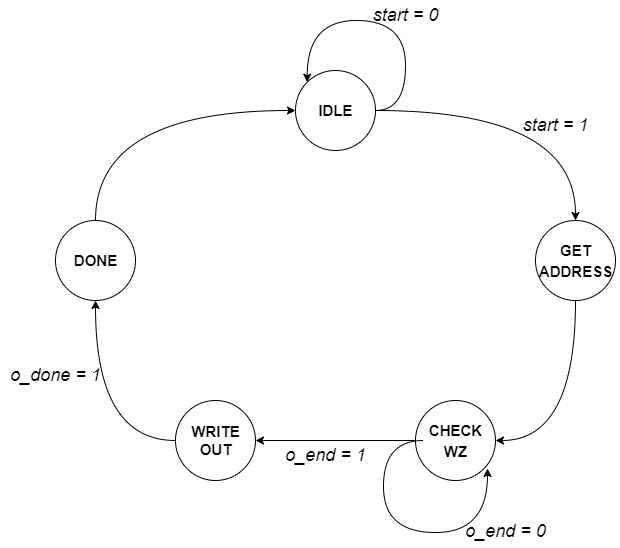 start = 0
IDLE
start = 1
DONE
GET
ADDRESS
o_done = 1
WRITE
OUT
o_end = 1
CHECK
WZ
o_end = 0